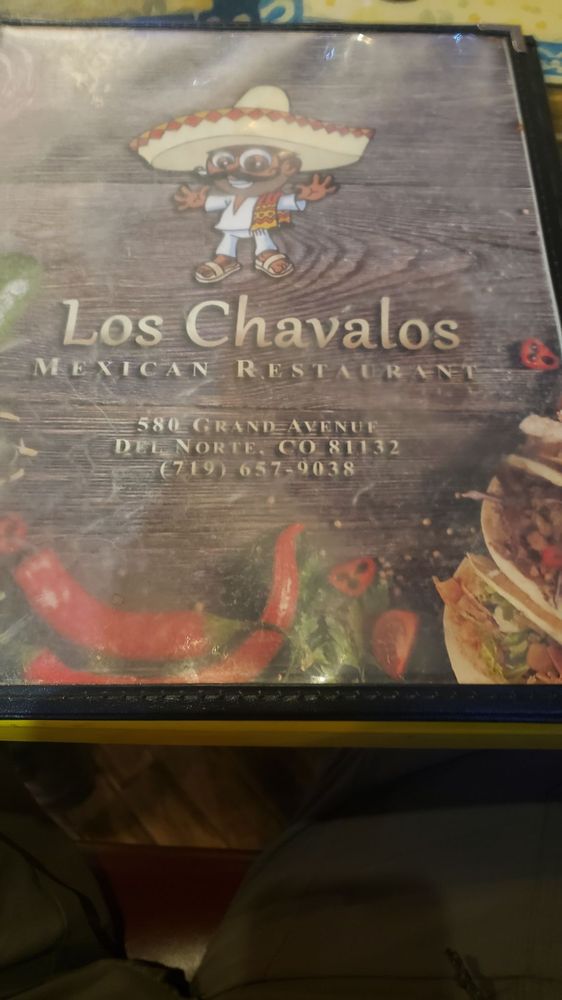 Los Chavalos
Mexican Restaurant
580 Grand Avenue
Del Norte, CO 81132
(719) 657-9038